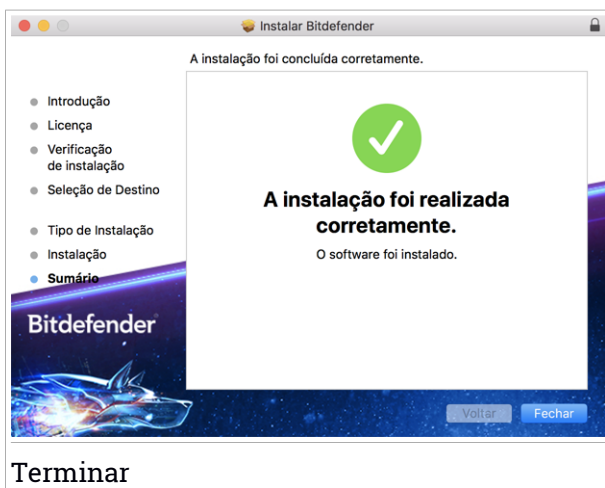 Instalar Bitdefender
A instalação foi concluída corretamente.
Introdução
Licença
Verificação
de instalação
Seleção de Destino
Tipo de Instalação
Instalação
Sumário
A instalação foi realizada
corretamente.
O software foi instalado.
Bitdefender
Voltar
Fechar
Terminar